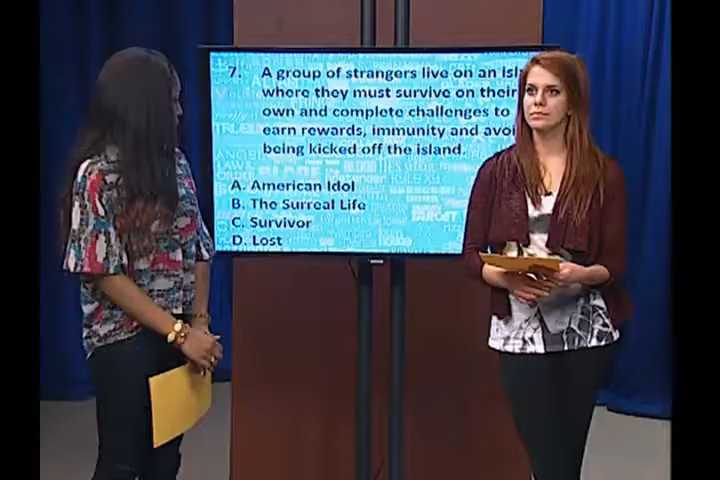 7. A group of strangers live on an isl
where they must survive on their
own and complete challenges to
earn rewards, immunity and avoi
being kicked off the island.
A. American Idol
B. The Surreal Life
C. Survivor
D. Lost